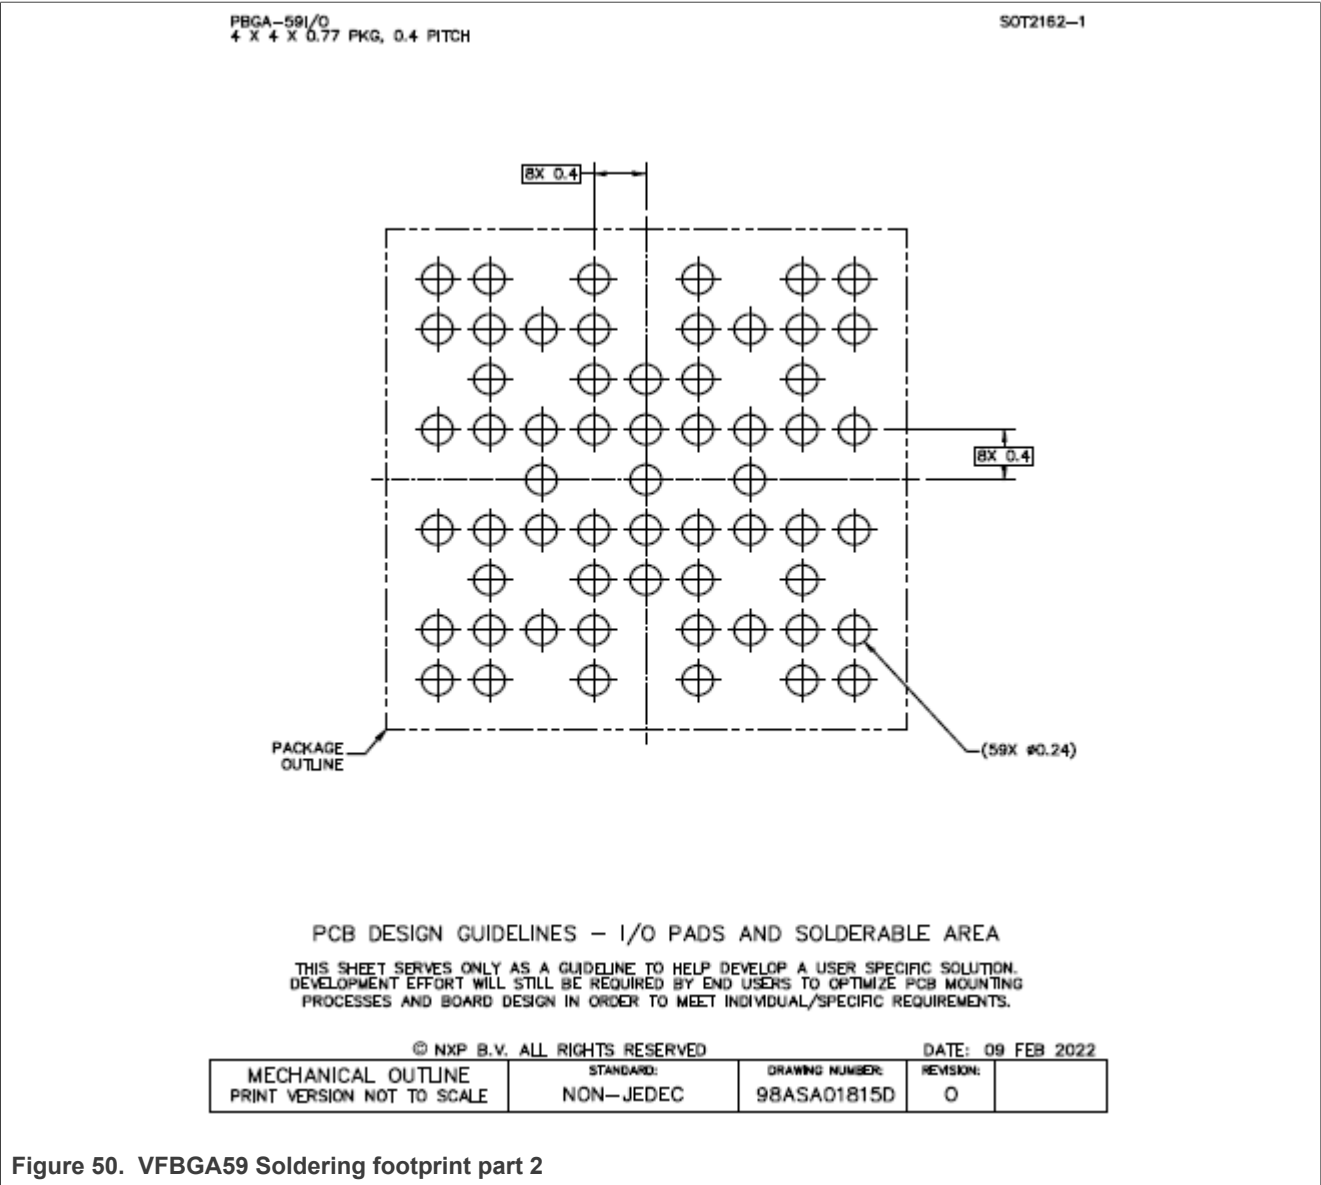 PBGA-59I/O SOT2162-1
4 X 4 X 0.77 PKG, 0.4 PITCH
8X 0.4
8X 0.4
PACKAGE
OUTLINE
(59X ø0.24)
PCB DESIGN GUIDELINES - I/O PADS AND SOLDERABLE AREA
THIS SHEET SERVES ONLY AS A GUIDELINE TO HELP DEVELOP A USER SPECIFIC SOLUTION.
DEVELOPMENT EFFORT WILL STILL BE REQUIRED BY END USERS TO OPTIMIZE PCB MOUNTING
PROCESSES AND BOARD DESIGN IN ORDER TO MEET INDIVIDUAL/SPECIFIC REQUIREMENTS.
© NXP B.V. ALL RIGHTS RESERVED DATE: 09 FEB 2022
MECHANICAL OUTLINE STANDARD: DRAWING NUMBER: REVISION:
PRINT VERSION NOT TO SCALE NON-JEDEC 98ASA01815D O
Figure 50. VFBGA59 Soldering footprint part 2